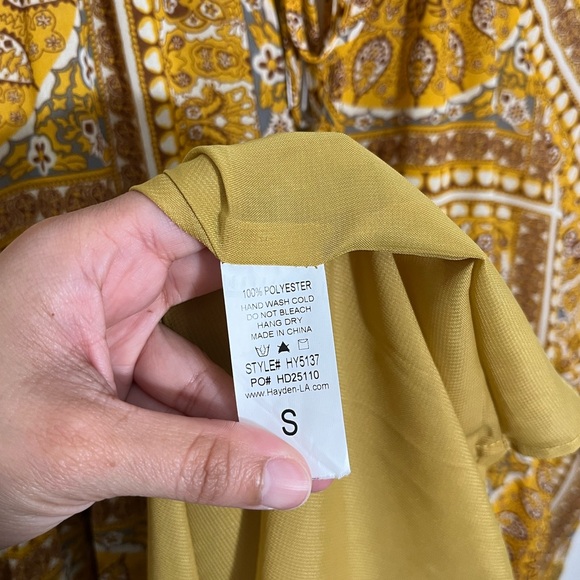 100% POLYESTER
HAND WASH COLD
DO NOT BLEACH
HANG DRY
MADE IN CHINA
STYLE# HY5137
PO# HD25110
www.Hayden-LA.com
S